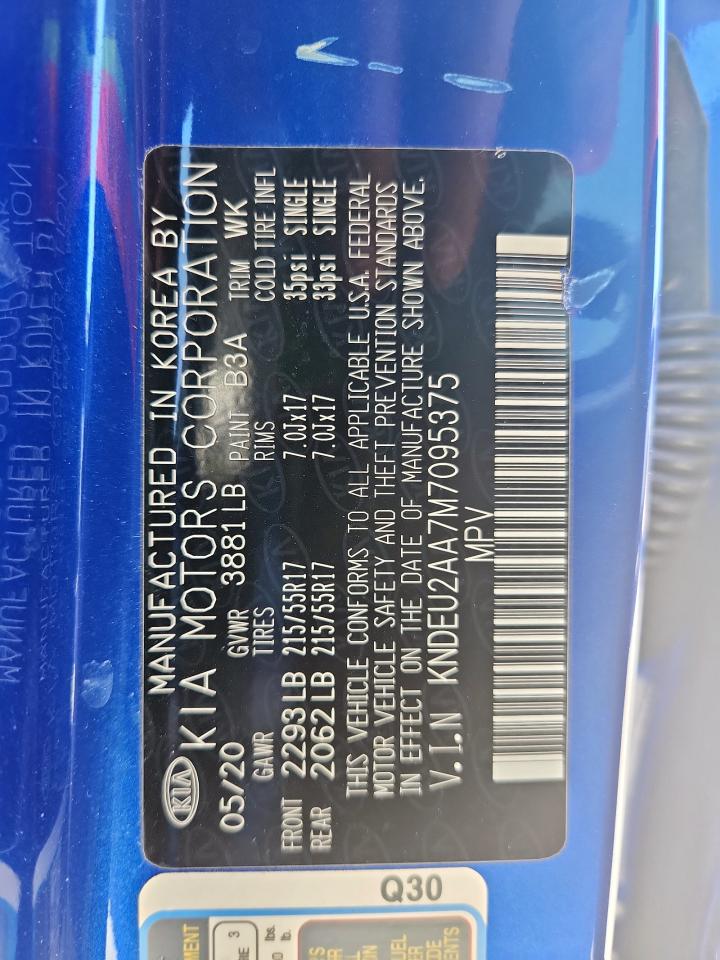 MANUFACTURED IN KOREA BY
KIA KIA MOTORS CORPORATION
05/20 GVWR 3881 LB PAINT B3A TRIM WK
GAWR TIRES RIMS COLD TIRE INFL
FRONT 2293 LB 215/55R17 7.0Jx17 35psi SINGLE
REAR 2062 LB 215/55R17 7.0Jx17 33psi SINGLE
THIS VEHICLE CONFORMS TO ALL APPLICABLE U.S.A. FEDERAL
MOTOR VEHICLE SAFETY AND THEFT PREVENTION STANDARDS
IN EFFECT ON THE DATE OF MANUFACTURE SHOWN ABOVE.
V.I.N KNDEU2AA7M7095375
MPV
Q30